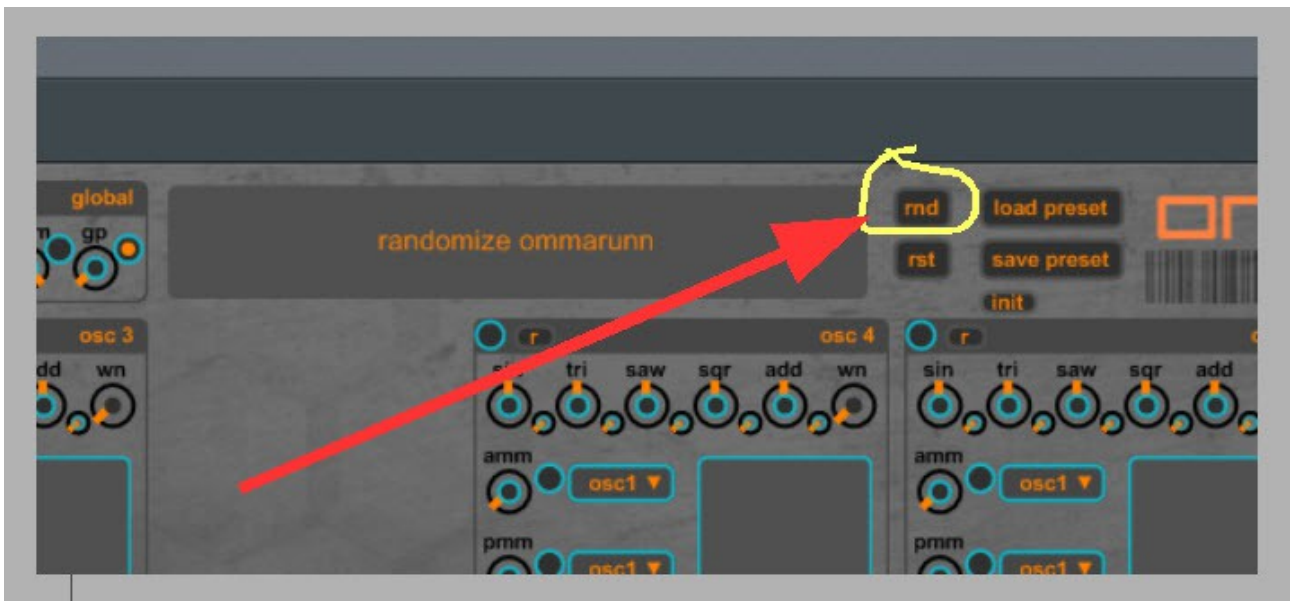 global
gp
randomize ommarunn
rnd
load preset
rst
save preset
init
osc 3
wn
r
osc 4
tri saw sqr add wn
r
sin tri saw sqr add
amm
osc1 ▼
amm
osc1 ▼
pmm
osc1 ▼
pmm
osc1 ▼